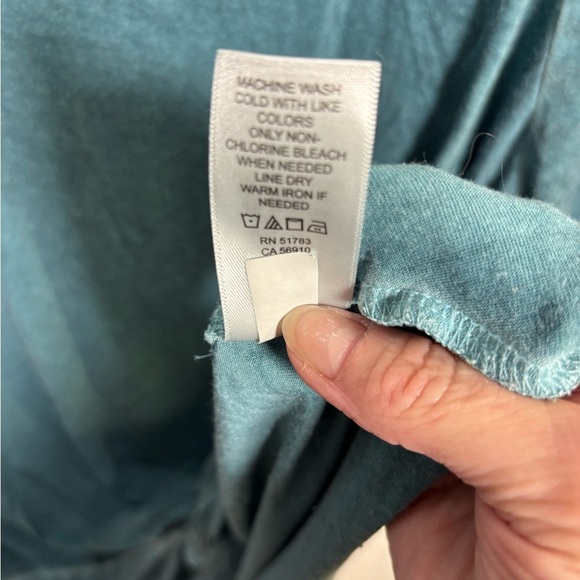 MACHINE WASH
COLD WITH LIKE
COLORS
ONLY NON-
CHLORINE BLEACH
WHEN NEEDED
LINE DRY
WARM IRON IF
NEEDED
RN 51783
CA 56910